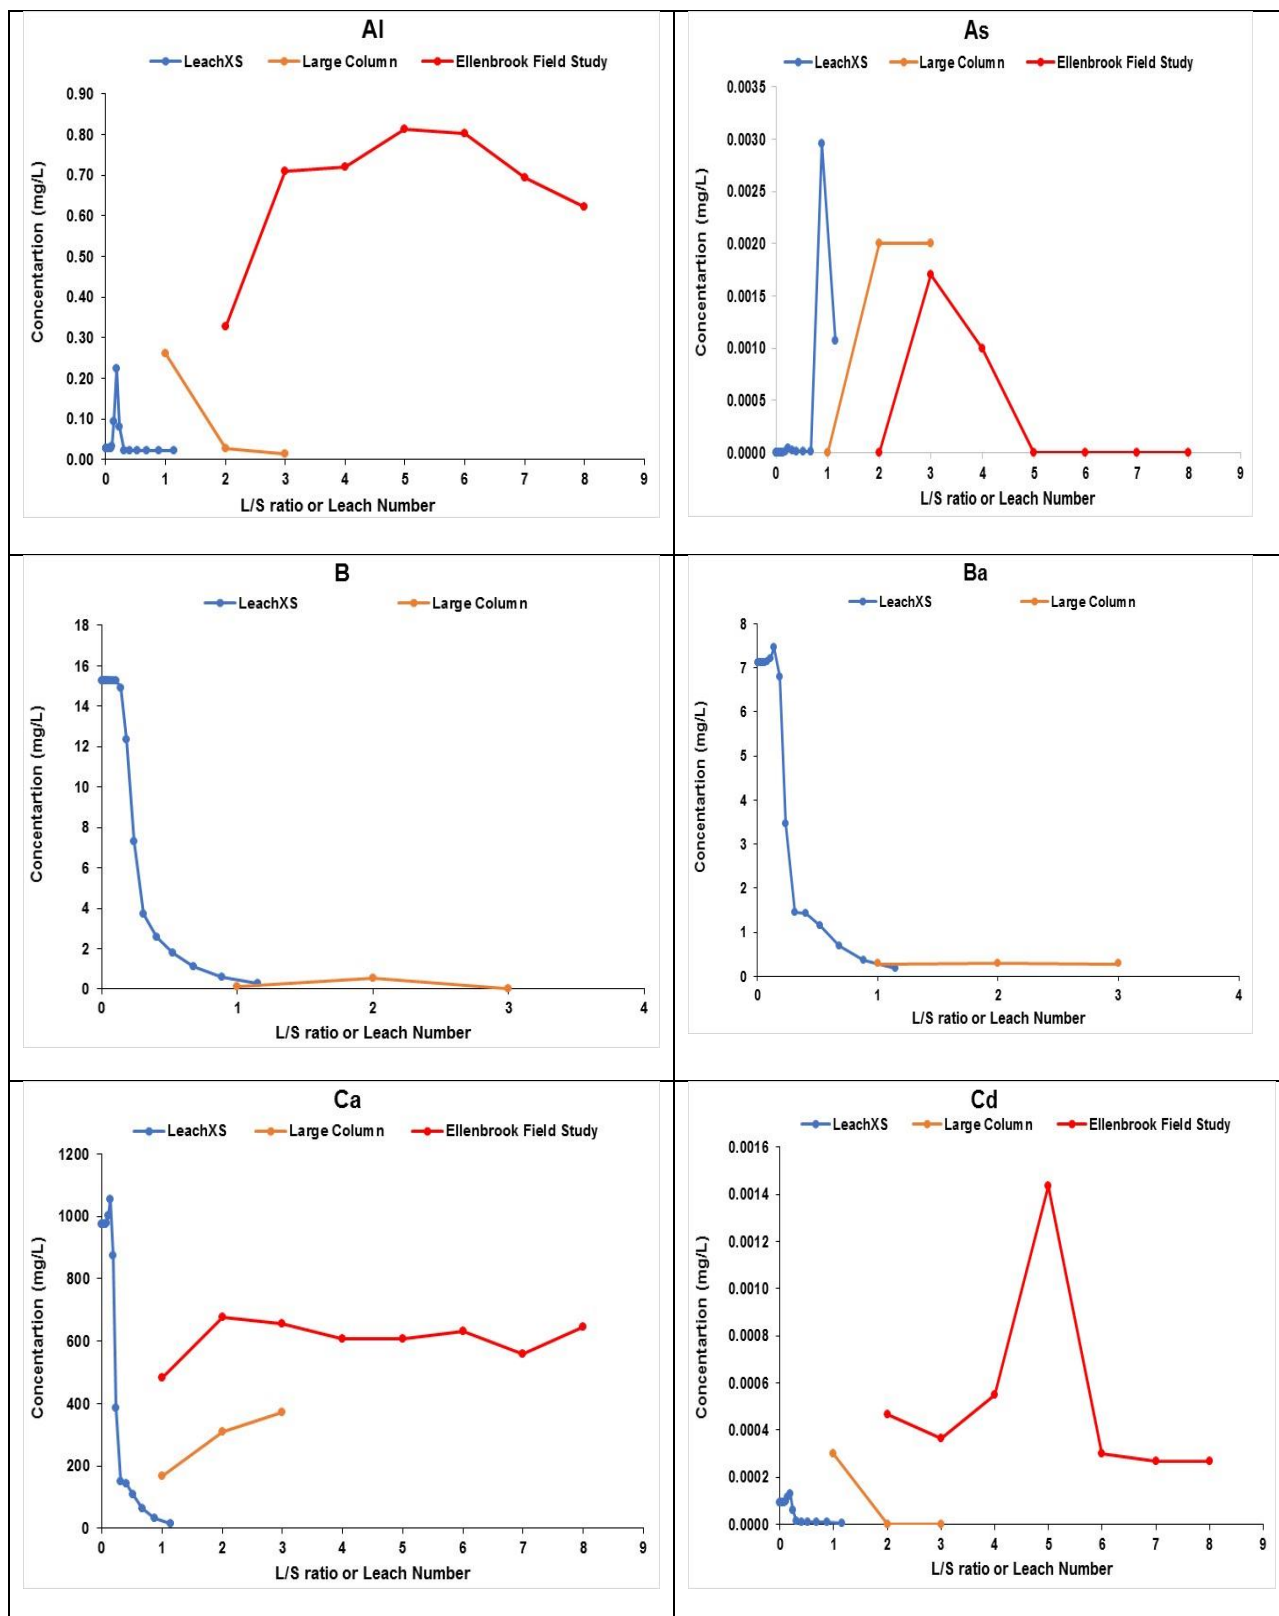 Al
LeachXS Large Column Ellenbrook Field Study
0.90
0.80
0.70
0.60
0.50
0.40
0.30
0.20
0.10
0.00
Concentartion (mg/L)
0 1 2 3 4 5 6 7 8 9
L/S ratio or Leach Number
As
LeachXS Large Column Ellenbrook Field Study
0.0035
0.0030
0.0025
0.0020
0.0015
0.0010
0.0005
0.0000
Concentartion (mg/L)
0 1 2 3 4 5 6 7 8 9
L/S ratio or Leach Number
B
LeachXS Large Column
18
16
14
12
10
8
6
4
2
0
Concentartion (mg/L)
0 1 2 3 4
L/S ratio or Leach Number
Ba
LeachXS Large Column
8
7
6
5
4
3
2
1
0
Concentartion (mg/L)
0 1 2 3 4
L/S ratio or Leach Number
Ca
LeachXS Large Column Ellenbrook Field Study
1200
1000
800
600
400
200
0
Concentartion (mg/L)
0 1 2 3 4 5 6 7 8 9
L/S ratio or Leach Number
Cd
LeachXS Large Column Ellenbrook Field Study
0.0016
0.0014
0.0012
0.0010
0.0008
0.0006
0.0004
0.0002
0.0000
Concentartion (mg/L)
0 1 2 3 4 5 6 7 8 9
L/S ratio or Leach Number